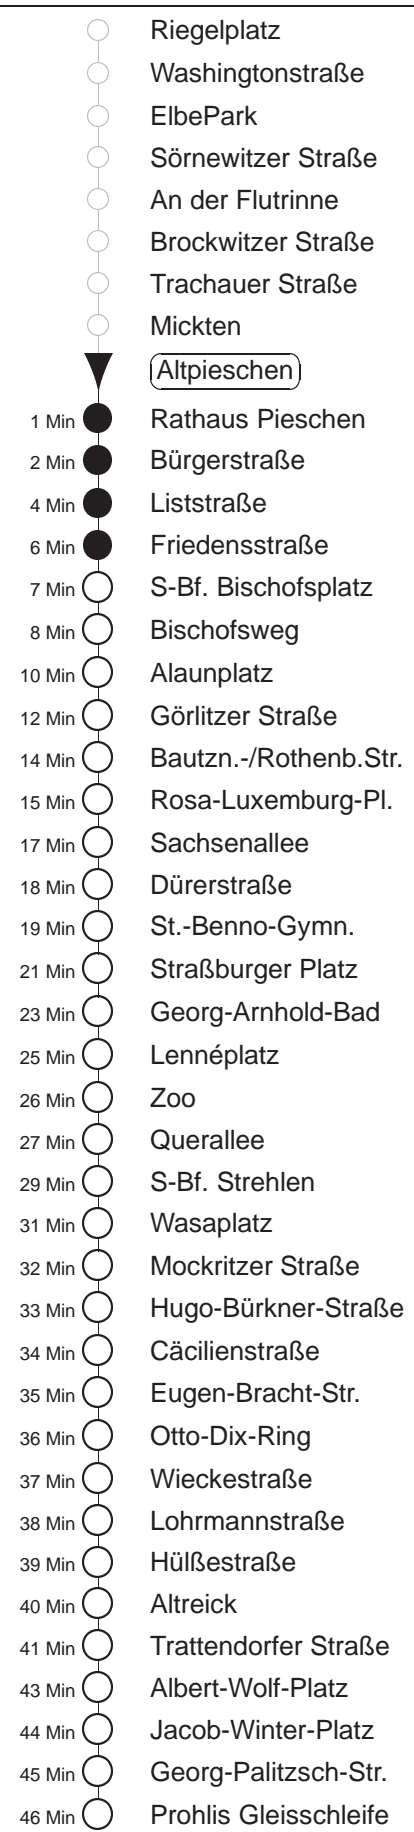 Riegelplatz
Washingtonstraße
ElbePark
Sörnewitzer Straße
An der Flutrinne
Brockwitzer Straße
Trachauer Straße
Mickten
Altpieschen
1 Min Rathaus Pieschen
2 Min Bürgerstraße
4 Min Liststraße
6 Min Friedensstraße
7 Min S-Bf. Bischofsplatz
8 Min Bischofsweg
10 Min Alaunplatz
12 Min Görlitzer Straße
14 Min Bautzn.-/Rothenb.Str.
15 Min Rosa-Luxemburg-Pl.
17 Min Sachsenallee
18 Min Dürerstraße
19 Min St.-Benno-Gymn.
21 Min Straßburger Platz
23 Min Georg-Arnhold-Bad
25 Min Lennéplatz
26 Min Zoo
27 Min Querallee
29 Min S-Bf. Strehlen
31 Min Wasaplatz
32 Min Mockritzer Straße
33 Min Hugo-Bürkner-Straße
34 Min Cäcilienstraße
35 Min Eugen-Bracht-Str.
36 Min Otto-Dix-Ring
37 Min Wieckestraße
38 Min Lohrmannstraße
39 Min Hülßestraße
40 Min Altreick
41 Min Trattendorfer Straße
43 Min Albert-Wolf-Platz
44 Min Jacob-Winter-Platz
45 Min Georg-Palitzsch-Str.
46 Min Prohlis Gleisschleife